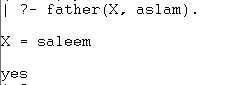 | ?- father(X, aslam).
X = saleem
yes